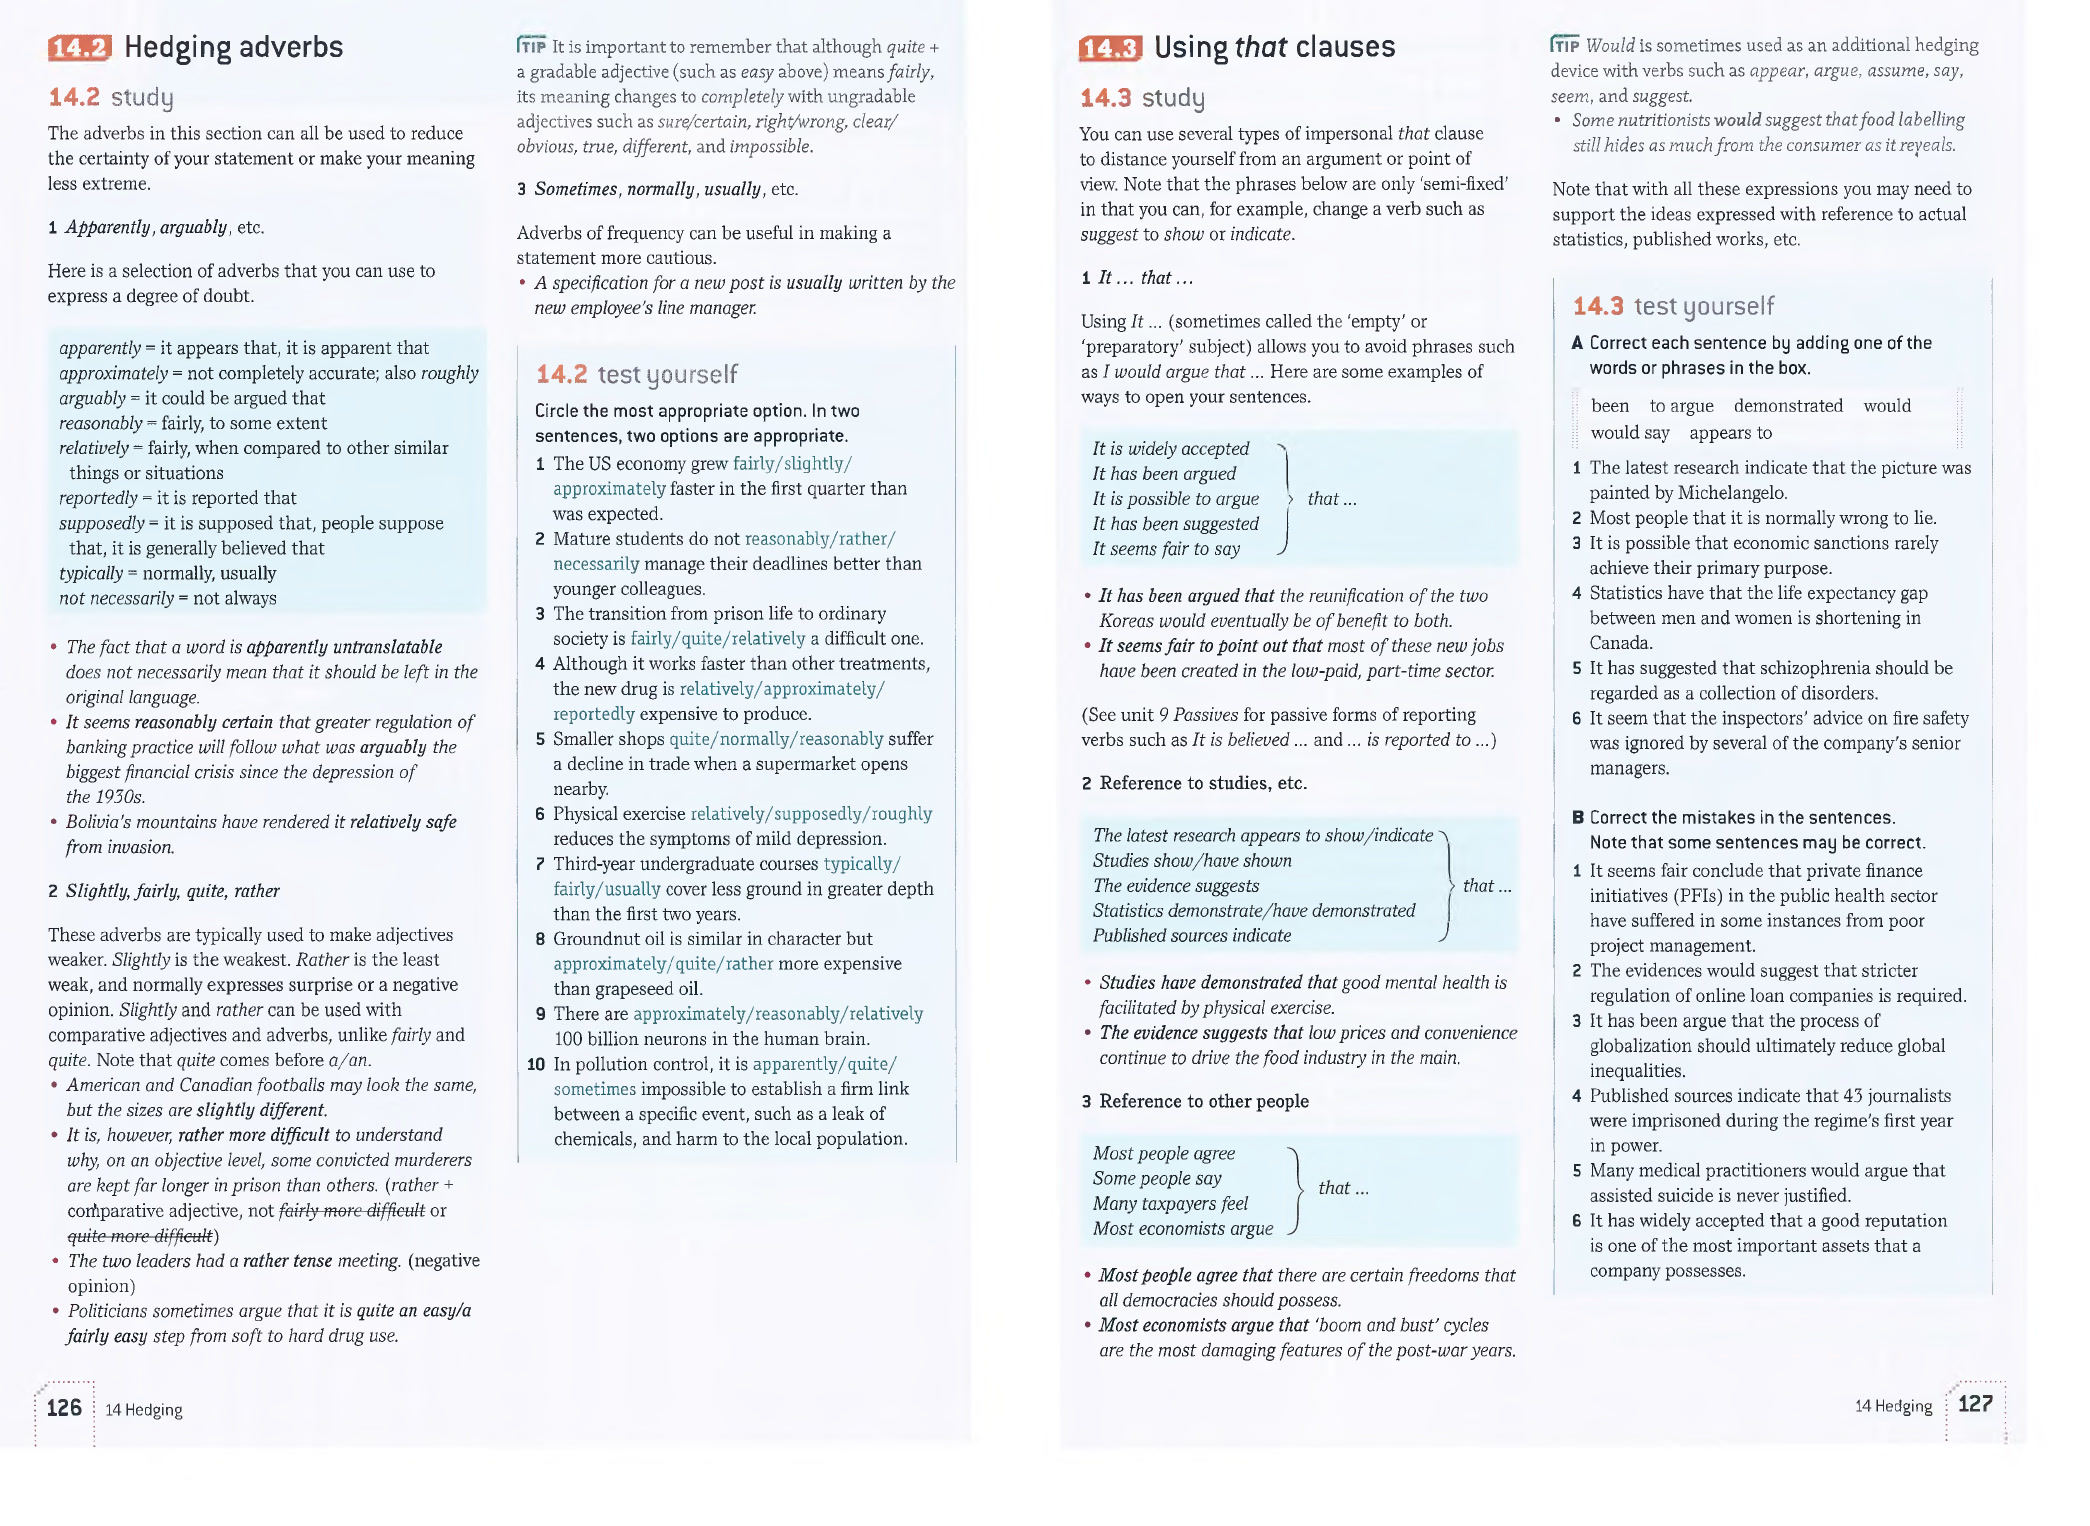 14.2 Hedging adverbs
14.2 study
The adverbs in this section can all be used to reduce
the certainty of your statement or make your meaning
less extreme.
1 Apparently, arguably, etc.
Here is a selection of adverbs that you can use to
express a degree of doubt.
apparently = it appears that, it is apparent that
approximately = not completely accurate; also roughly
arguably = it could be argued that
reasonably = fairly, to some extent
relatively = fairly, when compared to other similar
things or situations
reportedly = it is reported that
supposedly = it is supposed that, people suppose
that, it is generally believed that
typically = normally, usually
not necessarily = not always
• The fact that a word is apparently untranslatable
does not necessarily mean that it should be left in the
original language.
• It seems reasonably certain that greater regulation of
banking practice will follow what was arguably the
biggest financial crisis since the depression of
the 1930s.
• Bolivia's mountains have rendered it relatively safe
from invasion.
2 Slightly, fairly, quite, rather
These adverbs are typically used to make adjectives
weaker. Slightly is the weakest. Rather is the least
weak, and normally expresses surprise or a negative
opinion. Slightly and rather can be used with
comparative adjectives and adverbs, unlike fairly and
quite. Note that quite comes before a/an.
• American and Canadian footballs may look the same,
but the sizes are slightly different.
• It is, however, rather more difficult to understand
why, on an objective level, some convicted murderers
are kept far longer in prison than others. (rather +
comparative adjective, not fairly more difficult or
quite more difficult)
• The two leaders had a rather tense meeting. (negative
opinion)
• Politicians sometimes argue that it is quite an easy/a
fairly easy step from soft to hard drug use.
126 14 Hedging
TIP It is important to remember that although quite +
a gradable adjective (such as easy above) means fairly,
its meaning changes to completely with ungradable
adjectives such as sure/certain, right/wrong, clear/
obvious, true, different, and impossible.
3 Sometimes, normally, usually, etc.
Adverbs of frequency can be useful in making a
statement more cautious.
• A specification for a new post is usually written by the
new employee's line manager.
14.2 test yourself
Circle the most appropriate option. In two
sentences, two options are appropriate.
1 The US economy grew fairly/slightly/
approximately faster in the first quarter than
was expected.
2 Mature students do not reasonably/rather/
necessarily manage their deadlines better than
younger colleagues.
3 The transition from prison life to ordinary
society is fairly/quite/relatively a difficult one.
4 Although it works faster than other treatments,
the new drug is relatively/approximately/
reportedly expensive to produce.
5 Smaller shops quite/normally/reasonably suffer
a decline in trade when a supermarket opens
nearby.
6 Physical exercise relatively/supposedly/roughly
reduces the symptoms of mild depression.
7 Third-year undergraduate courses typically/
fairly/usually cover less ground in greater depth
than the first two years.
8 Groundnut oil is similar in character but
approximately/quite/rather more expensive
than grapeseed oil.
9 There are approximately/reasonably/relatively
100 billion neurons in the human brain.
10 In pollution control, it is apparently/quite/
sometimes impossible to establish a firm link
between a specific event, such as a leak of
chemicals, and harm to the local population.
14.3 Using that clauses
14.3 study
You can use several types of impersonal that clause
to distance yourself from an argument or point of
view. Note that the phrases below are only 'semi-fixed'
in that you can, for example, change a verb such as
suggest to show or indicate.
1 It ... that ...
Using It ... (sometimes called the 'empty' or
'preparatory' subject) allows you to avoid phrases such
as I would argue that ... Here are some examples of
ways to open your sentences.
It is widely accepted
It has been argued
It is possible to argue that ...
It has been suggested
It seems fair to say
• It has been argued that the reunification of the two
Koreas would eventually be of benefit to both.
• It seems fair to point out that most of these new jobs
have been created in the low-paid, part-time sector.
(See unit 9 Passives for passive forms of reporting
verbs such as It is believed ... and ... is reported to ...)
2 Reference to studies, etc.
The latest research appears to show/indicate
Studies show/have shown
The evidence suggests that ...
Statistics demonstrate/have demonstrated
Published sources indicate
• Studies have demonstrated that good mental health is
facilitated by physical exercise.
• The evidence suggests that low prices and convenience
continue to drive the food industry in the main.
3 Reference to other people
Most people agree
Some people say
that ...
Many taxpayers feel
Most economists argue
• Most people agree that there are certain freedoms that
all democracies should possess.
• Most economists argue that 'boom and bust' cycles
are the most damaging features of the post-war years.
TIP Would is sometimes used as an additional hedging
device with verbs such as appear, argue, assume, say,
seem, and suggest.
• Some nutritionists would suggest that food labelling
still hides as much from the consumer as it reveals.
Note that with all these expressions you may need to
support the ideas expressed with reference to actual
statistics, published works, etc.
14.3 test yourself
A Correct each sentence by adding one of the
words or phrases in the box.
been to argue demonstrated would
would say appears to
1 The latest research indicate that the picture was
painted by Michelangelo.
2 Most people that it is normally wrong to lie.
3 It is possible that economic sanctions rarely
achieve their primary purpose.
4 Statistics have that the life expectancy gap
between men and women is shortening in
Canada.
5 It has suggested that schizophrenia should be
regarded as a collection of disorders.
6 It seem that the inspectors' advice on fire safety
was ignored by several of the company's senior
managers.
B Correct the mistakes in the sentences.
Note that some sentences may be correct.
1 It seems fair conclude that private finance
initiatives (PFIs) in the public health sector
have suffered in some instances from poor
project management.
2 The evidences would suggest that stricter
regulation of online loan companies is required.
3 It has been argue that the process of
globalization should ultimately reduce global
inequalities.
4 Published sources indicate that 43 journalists
were imprisoned during the regime's first year
in power.
5 Many medical practitioners would argue that
assisted suicide is never justified.
6 It has widely accepted that a good reputation
is one of the most important assets that a
company possesses.
14 Hedging 127